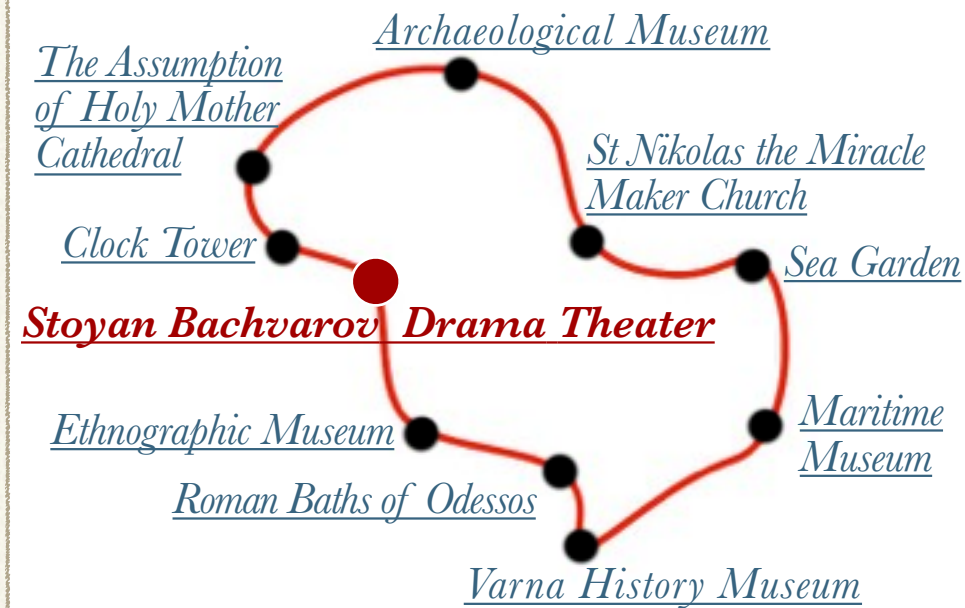 Archaeological Museum
The Assumption
of Holy Mother
Cathedral
St Nikolas the Miracle
Maker Church
Clock Tower
Sea Garden
Stoyan Bachvarov Drama Theater
Ethnographic Museum
Maritime
Museum
Roman Baths of Odessos
Varna History Museum